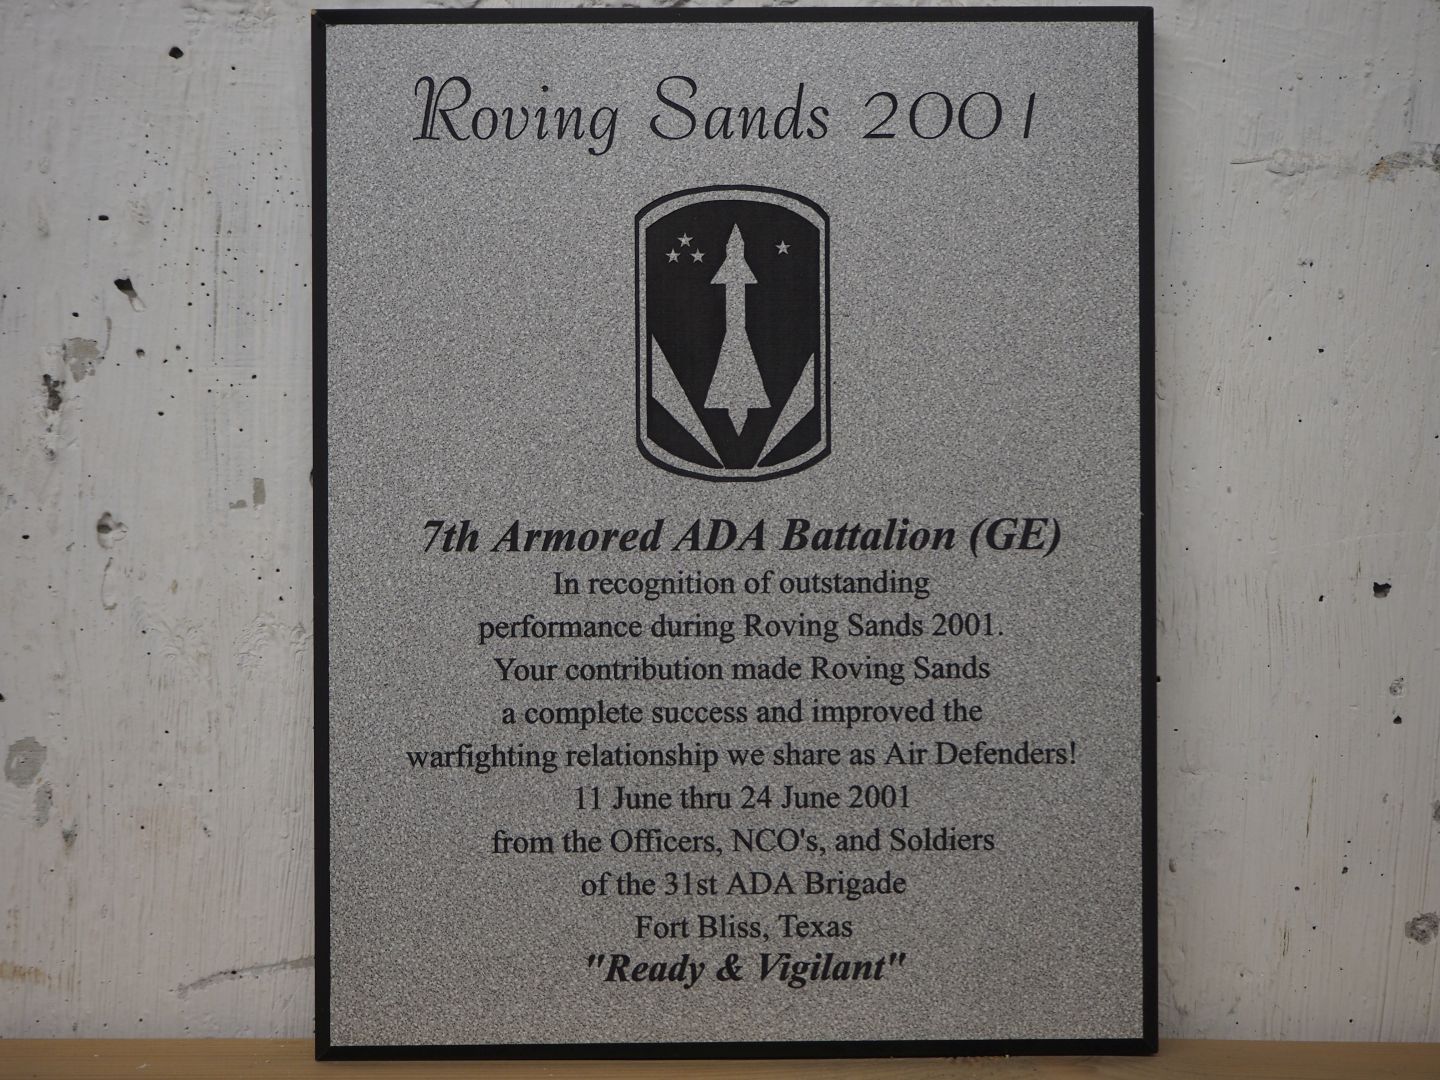 Roving Sands 2001
7th Armored ADA Battalion (GE)
In recognition of outstanding
performance during Roving Sands 2001.
Your contribution made Roving Sands
a complete success and improved the
warfighting relationship we share as Air Defenders!
11 June thru 24 June 2001
from the Officers, NCO's, and Soldiers
of the 31st ADA Brigade
Fort Bliss, Texas
"Ready & Vigilant"